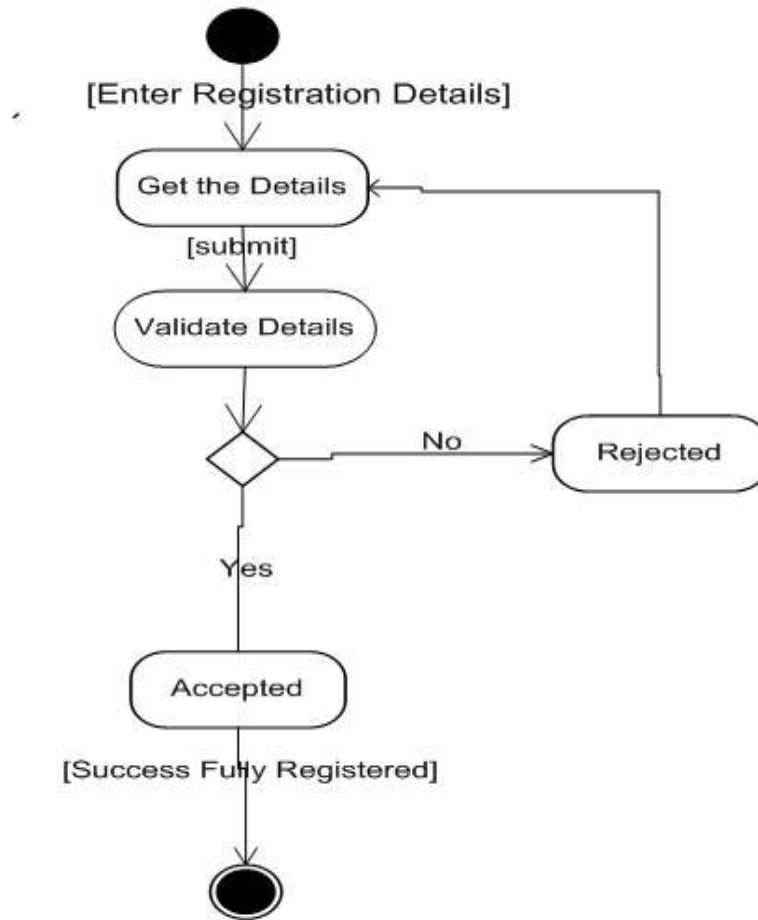 [Enter Registration Details]
Get the Details
[submit]
Validate Details
No
Rejected
Yes
Accepted
[Success Fully Registered]